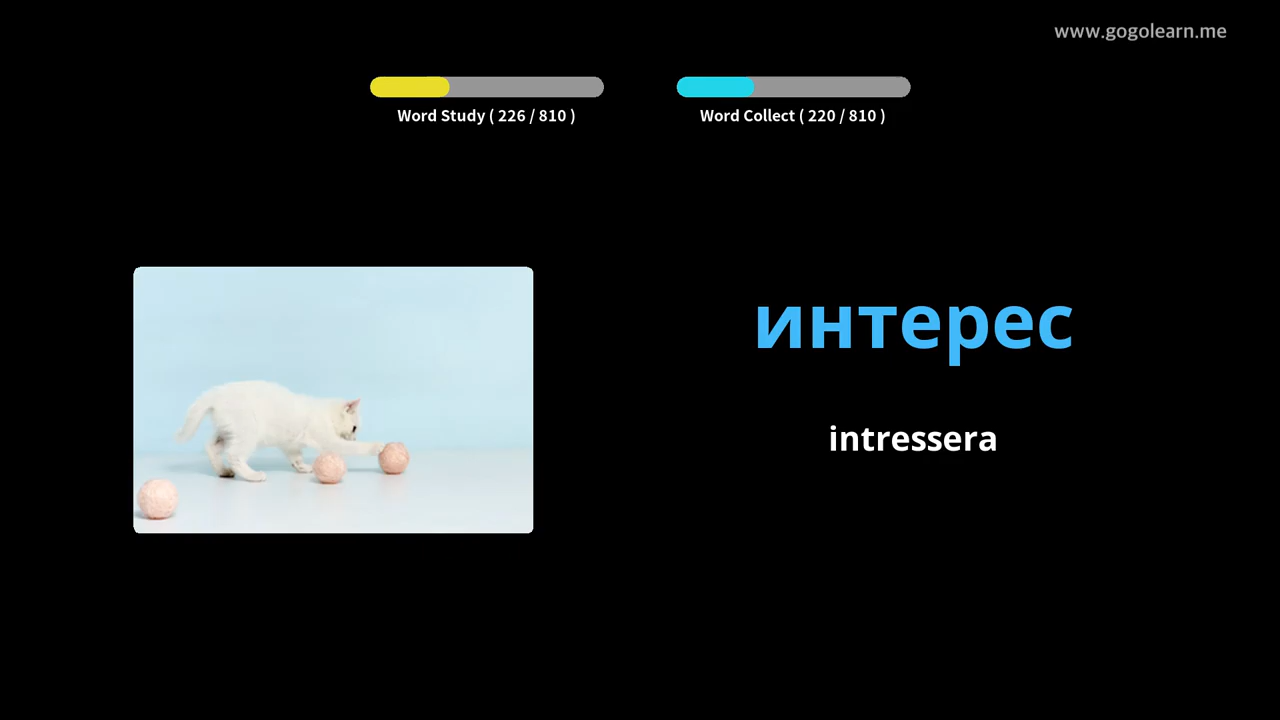 www.gogolearn.me
Word Study ( 226 / 810 )
Word Collect ( 220 / 810 )
интерес
intressera